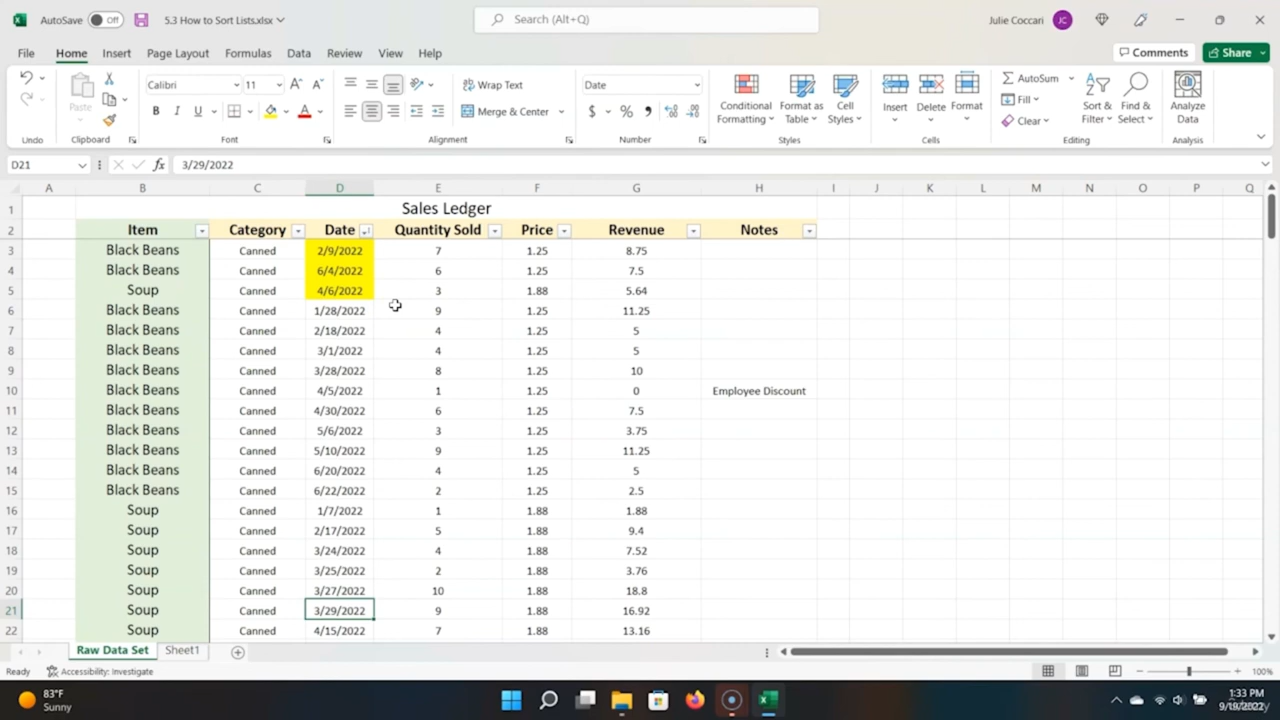 AutoSave Off 5.3 How to Sort Lists.xlsx Search (Alt+Q) Julie Coccari JC
File Home Insert Page Layout Formulas Data Review View Help Comments Share
Calibri 11 Wrap Text Date AutoSum
Paste Merge & Center $ % Conditional Formatting Format as Table Cell Styles Insert Delete Format Fill Clear Sort & Filter Find & Select Analyze Data
Undo Clipboard Font Alignment Number Styles Cells Editing Analysis
D21 fx 3/29/2022
A B C D E F G H I J K L M N O P Q
1 Sales Ledger
2 Item Category Date Quantity Sold Price Revenue Notes
3 Black Beans Canned 2/9/2022 7 1.25 8.75
4 Black Beans Canned 6/4/2022 6 1.25 7.5
5 Soup Canned 4/6/2022 3 1.88 5.64
6 Black Beans Canned 1/28/2022 9 1.25 11.25
7 Black Beans Canned 2/18/2022 4 1.25 5
8 Black Beans Canned 3/1/2022 4 1.25 5
9 Black Beans Canned 3/28/2022 8 1.25 10
10 Black Beans Canned 4/5/2022 1 1.25 0 Employee Discount
11 Black Beans Canned 4/30/2022 6 1.25 7.5
12 Black Beans Canned 5/6/2022 3 1.25 3.75
13 Black Beans Canned 5/10/2022 9 1.25 11.25
14 Black Beans Canned 6/20/2022 4 1.25 5
15 Black Beans Canned 6/22/2022 2 1.25 2.5
16 Soup Canned 1/7/2022 1 1.88 1.88
17 Soup Canned 2/17/2022 5 1.88 9.4
18 Soup Canned 3/24/2022 4 1.88 7.52
19 Soup Canned 3/25/2022 2 1.88 3.76
20 Soup Canned 3/27/2022 10 1.88 18.8
21 Soup Canned 3/29/2022 9 1.88 16.92
22 Soup Canned 4/15/2022 7 1.88 13.16
Raw Data Set Sheet1
Ready Accessibility: Investigate 100%
83°F 1:33 PM
Sunny 9/19/2022